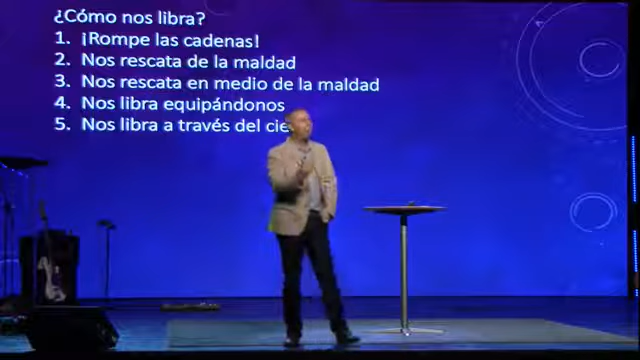 ¿Cómo nos libra?
1. ¡Rompe las cadenas!
2. Nos rescata de la maldad
3. Nos rescata en medio de la maldad
4. Nos libra equipándonos
5. Nos libra a través del